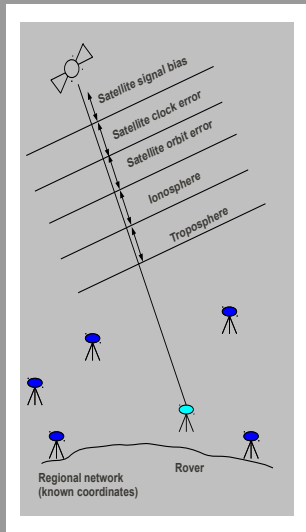 Satellite signal bias
Satellite clock error
Satellite orbit error
Ionosphere
Troposphere
Rover
Regional network
(known coordinates)